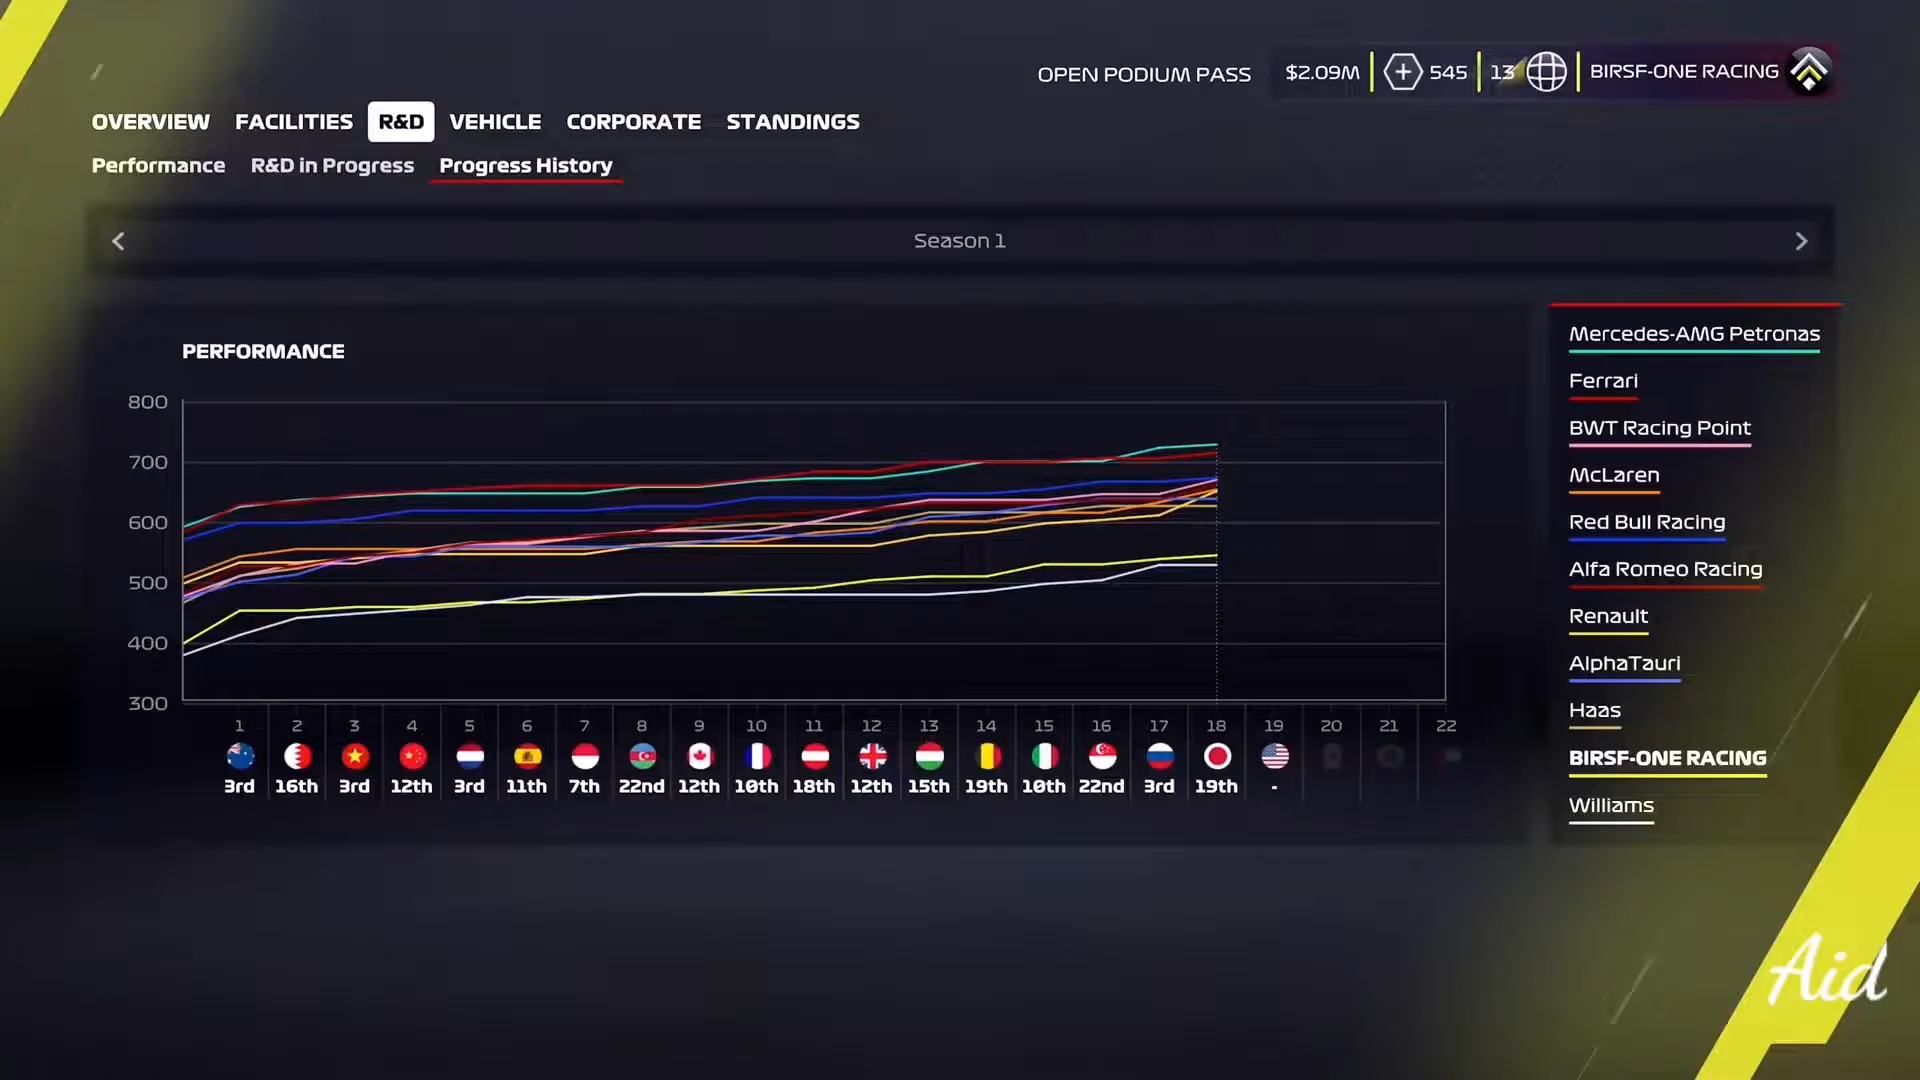 OPEN PODIUM PASS $2.09M 545 13 BIRSF-ONE RACING
OVERVIEW FACILITIES R&D VEHICLE CORPORATE STANDINGS
Performance R&D in Progress Progress History
Season 1
PERFORMANCE
800
700
600
500
400
300
1 2 3 4 5 6 7 8 9 10 11 12 13 14 15 16 17 18 19 20 21 22
3rd 16th 3rd 12th 3rd 11th 7th 22nd 12th 10th 18th 12th 15th 19th 10th 22nd 3rd 19th -
Mercedes-AMG Petronas
Ferrari
BWT Racing Point
McLaren
Red Bull Racing
Alfa Romeo Racing
Renault
AlphaTauri
Haas
BIRSF-ONE RACING
Williams
Aid